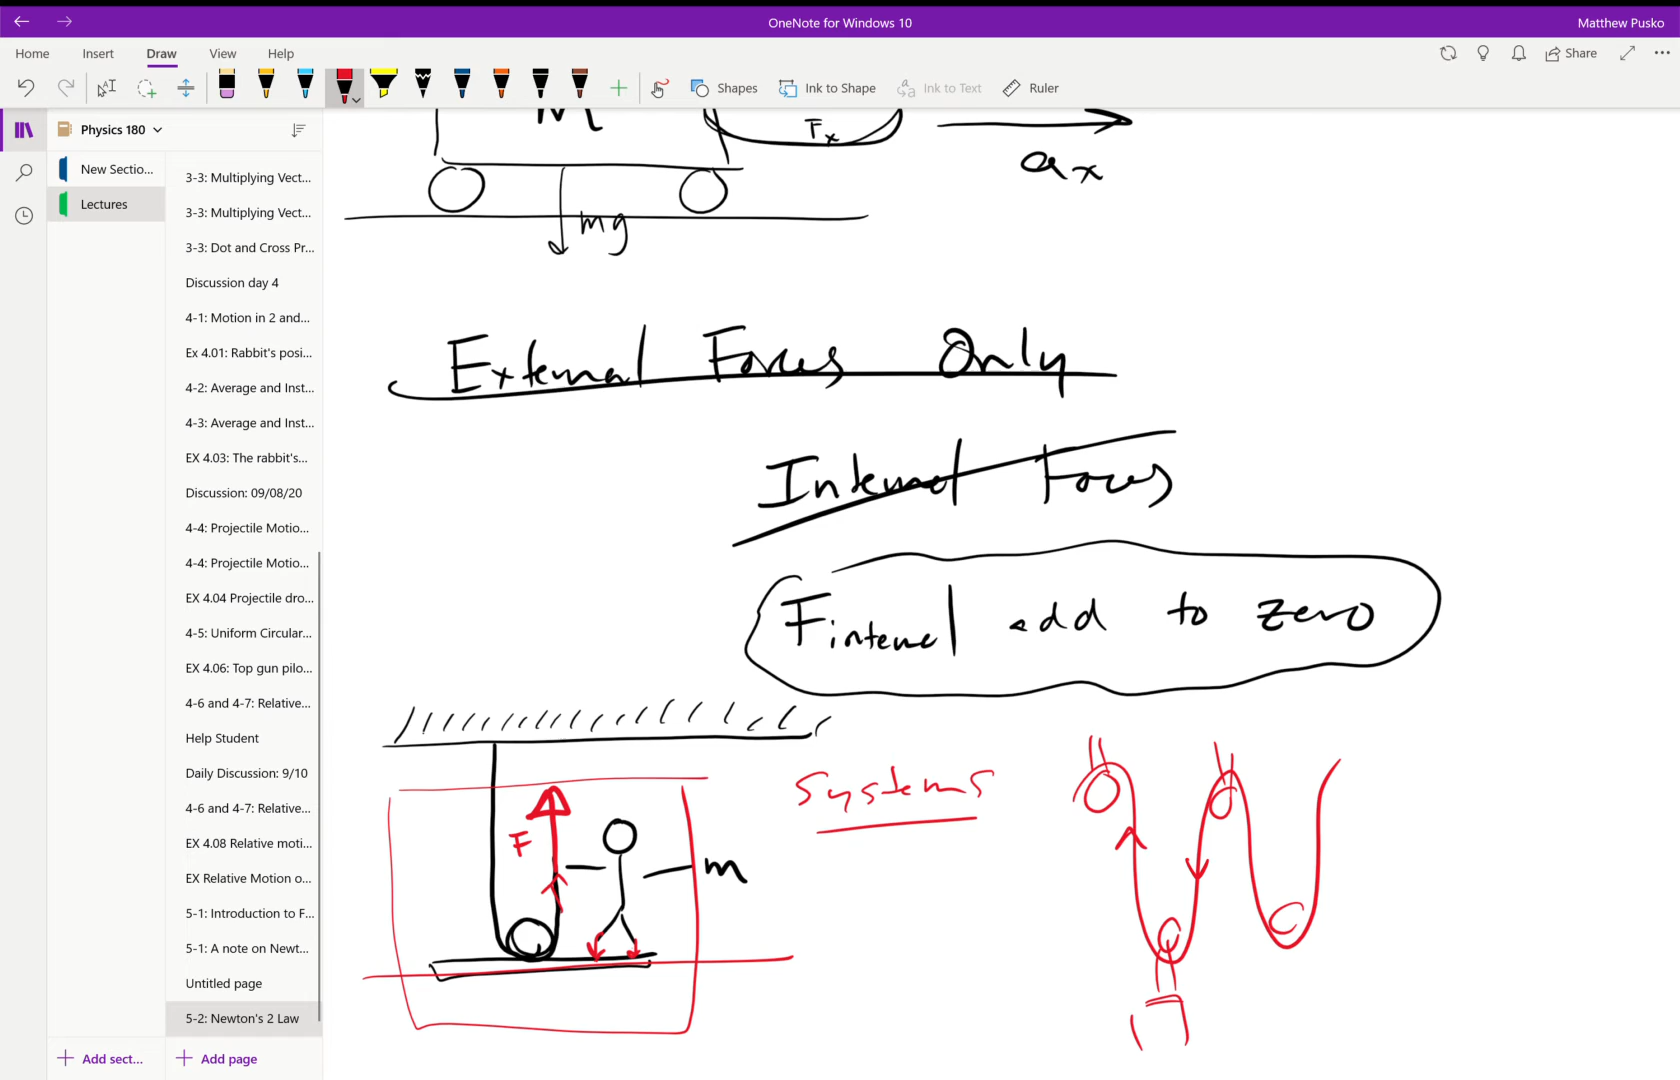 OneNote for Windows 10
Matthew Pusko
Home Insert Draw View Help
Share
Shapes
Ink to Shape
Ink to Text
Ruler
Physics 180
New Sectio...
Lectures
3-3: Multiplying Vect...
3-3: Multiplying Vect...
3-3: Dot and Cross Pr...
Discussion day 4
4-1: Motion in 2 and...
Ex 4.01: Rabbit's posi...
4-2: Average and Inst...
4-3: Average and Inst...
EX 4.03: The rabbit's...
Discussion: 09/08/20
4-4: Projectile Motio...
4-4: Projectile Motio...
EX 4.04 Projectile dro...
4-5: Uniform Circular...
EX 4.06: Top gun pilo...
4-6 and 4-7: Relative...
Help Student
Daily Discussion: 9/10
4-6 and 4-7: Relative...
EX 4.08 Relative moti...
EX Relative Motion o...
5-1: Introduction to F...
5-1: A note on Newt...
Untitled page
5-2: Newton's 2 Law
Add sect...
Add page
m
Fx
ax
mg
External Forces Only
Internal Forces
Finternal add to zero
Systems
F
m